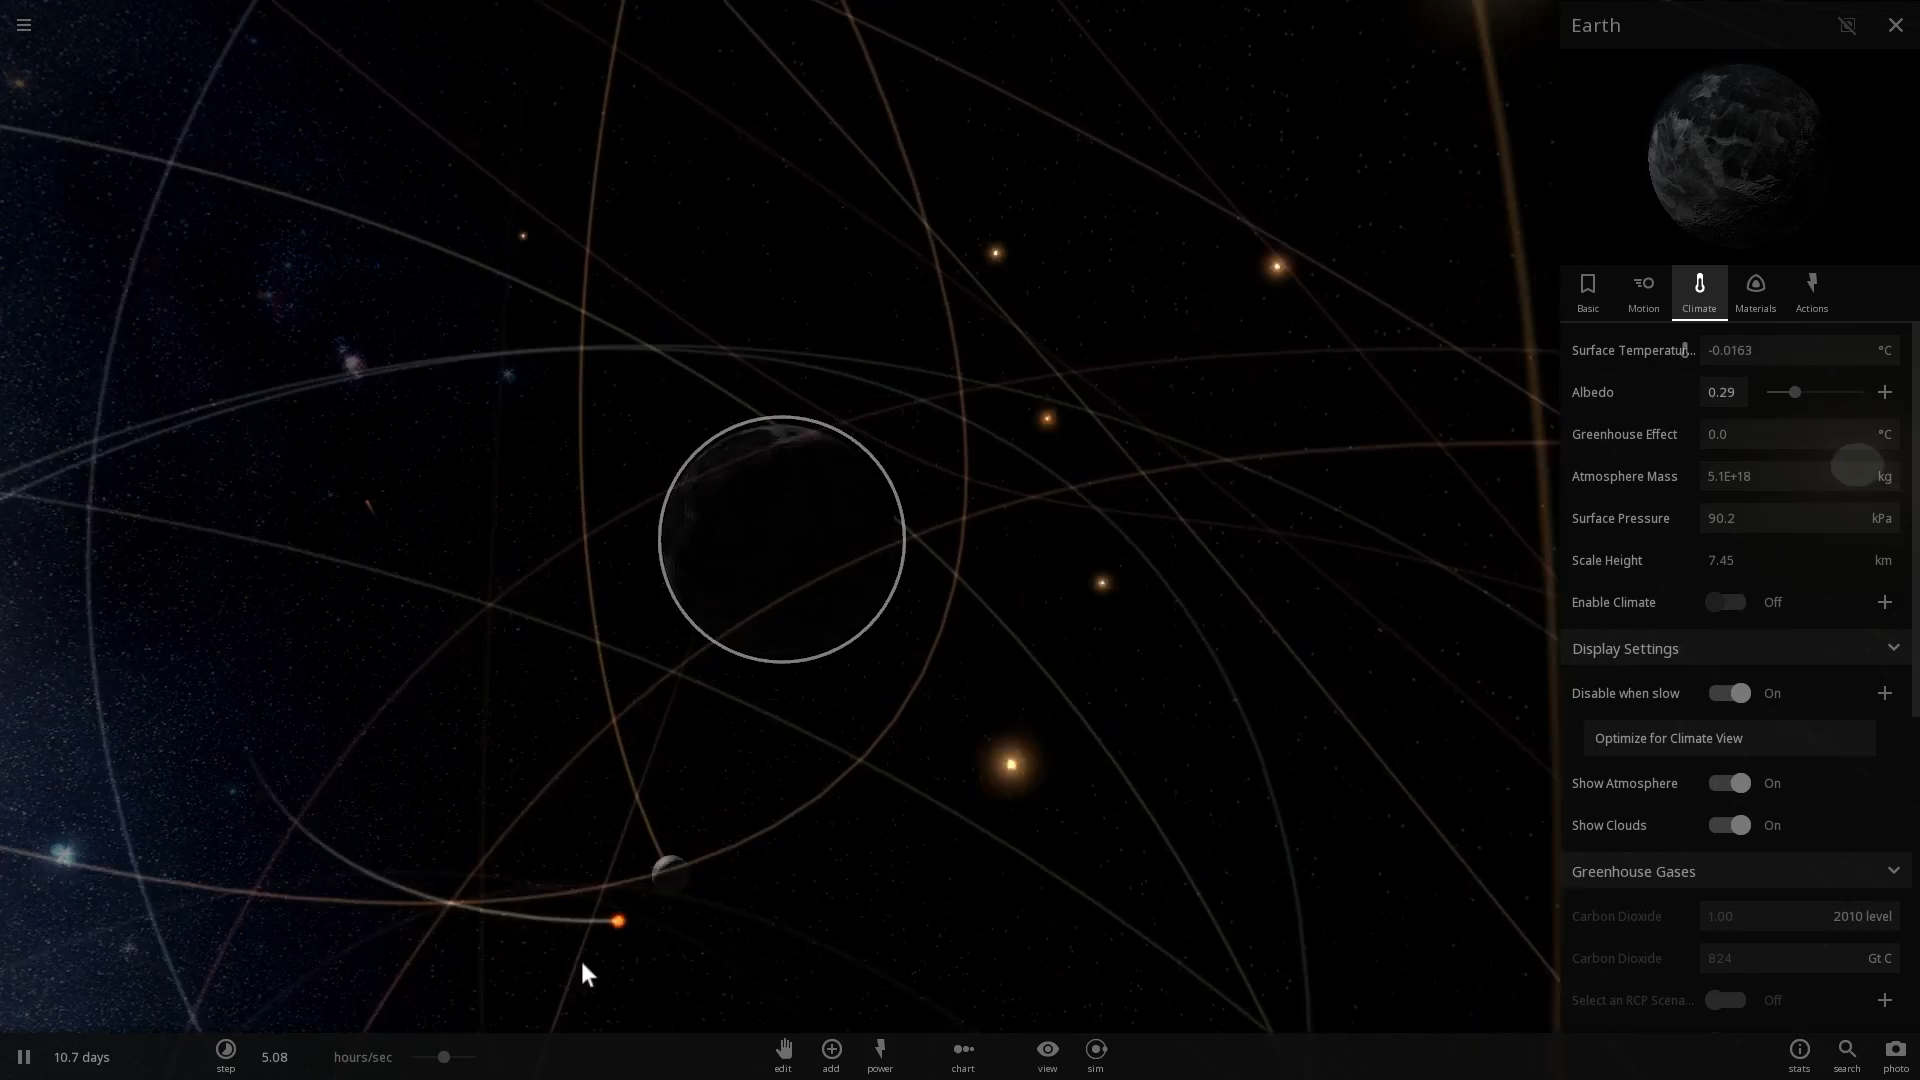 Earth
Basic
Motion
Climate
Materials
Actions
Surface Temperatur... -0.0163 °C
Albedo 0.29
Greenhouse Effect 0.0 °C
Atmosphere Mass 5.1E+18 kg
Surface Pressure 90.2 kPa
Scale Height 7.45 km
Enable Climate Off
Display Settings
Disable when slow On
Optimize for Climate View
Show Atmosphere On
Show Clouds On
Greenhouse Gases
Carbon Dioxide 1.00 2010 level
Carbon Dioxide 824 Gt C
Select an RCP Scena... Off
10.7 days
step
5.08 hours/sec
edit
add
power
chart
view
sim
stats
search
photo